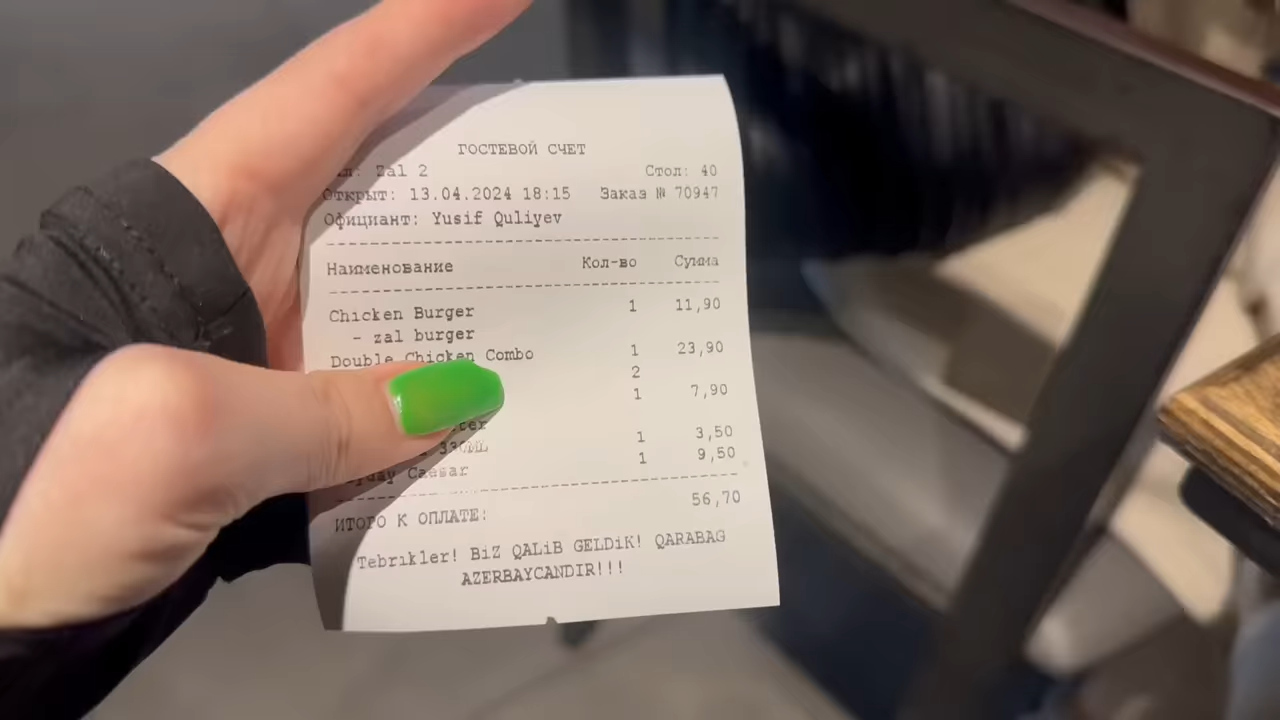 ГОСТЕВОЙ СЧЕТ
Zal 2 Стол: 40
Открыт: 13.04.2024 18:15 Заказ № 70947
Официант: Yusif Quliyev
Наименование Кол-во Сумма
Chicken Burger 1 11,90
- zal burger
Double Chicken Combo 1 23,90
2
1 7,90
1 3,50
330ML 1 9,50
Caesar
ИТОГО К ОПЛАТЕ: 56,70
Tebrıkler! BiZ QALiB GELDiK! QARABAG
AZERBAYCANDIR!!!